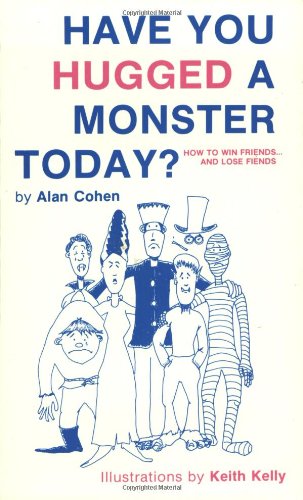 HAVE YOU
HUGGED A
MONSTER
TODAY?
HOW TO WIN FRIENDS...
AND LOSE FIENDS
by Alan Cohen
Illustrations by Keith Kelly